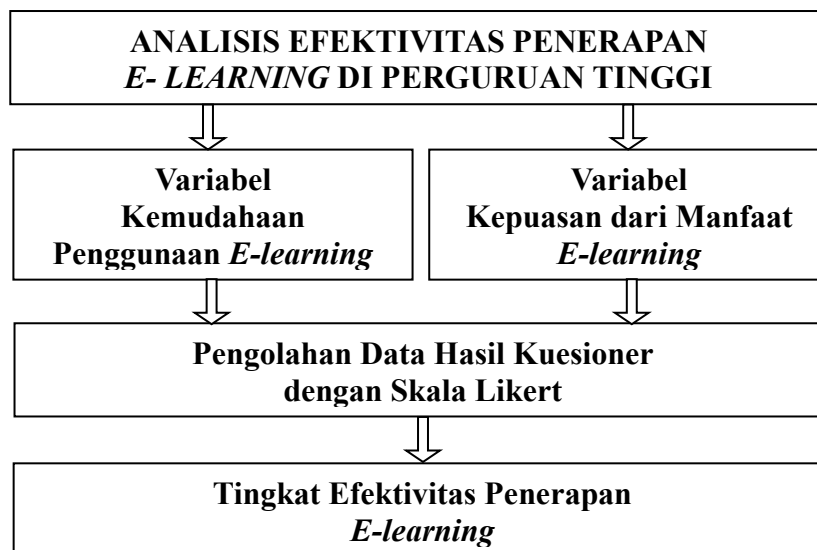 ANALISIS EFEKTIVITAS PENERAPAN
E- LEARNING DI PERGURUAN TINGGI
Variabel
Kemudahaan
Penggunaan E-learning
Variabel
Kepuasan dari Manfaat
E-learning
Pengolahan Data Hasil Kuesioner
dengan Skala Likert
Tingkat Efektivitas Penerapan
E-learning